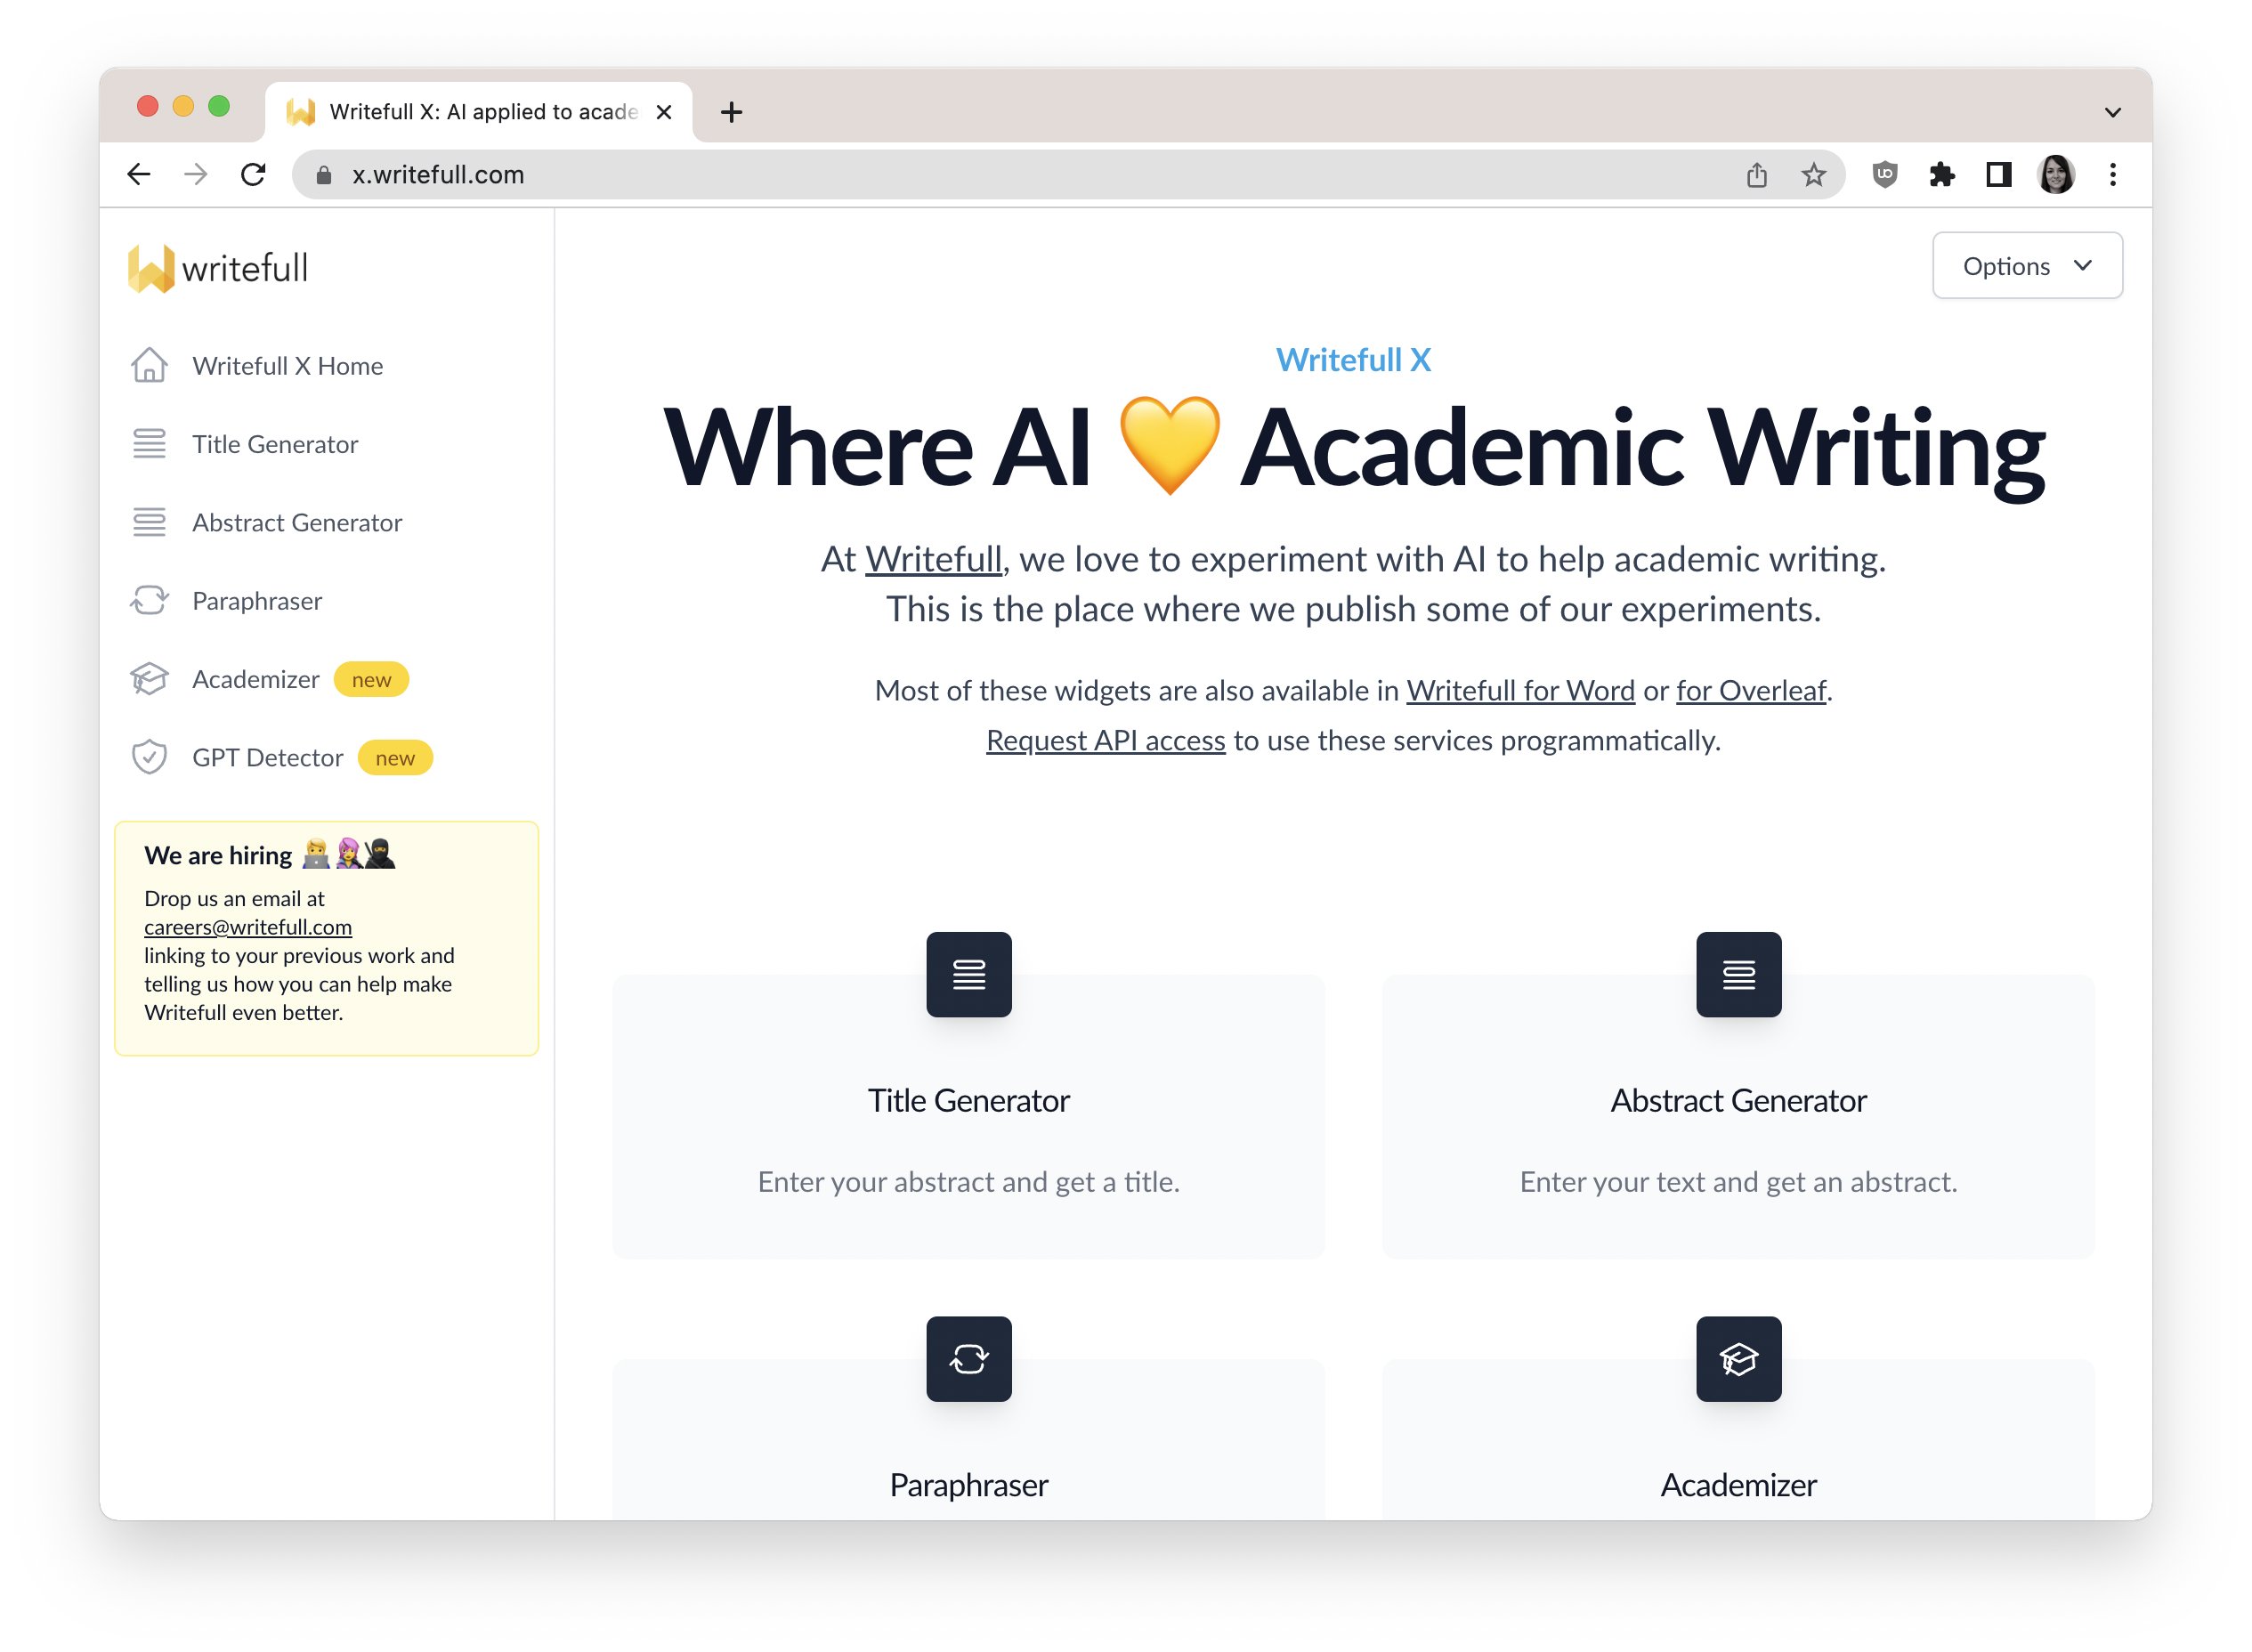 Writefull X: AI applied to acade
x.writefull.com
writefull
Options
Writefull X Home
Title Generator
Abstract Generator
Paraphraser
Academizer new
GPT Detector new
We are hiring 🧑‍💻👩‍🎤🥷
Drop us an email at
careers@writefull.com
linking to your previous work and
telling us how you can help make
Writefull even better.
Writefull X
Where AI 💛 Academic Writing
At Writefull, we love to experiment with AI to help academic writing.
This is the place where we publish some of our experiments.
Most of these widgets are also available in Writefull for Word or for Overleaf.
Request API access to use these services programmatically.
Title Generator
Enter your abstract and get a title.
Abstract Generator
Enter your text and get an abstract.
Paraphraser
Academizer